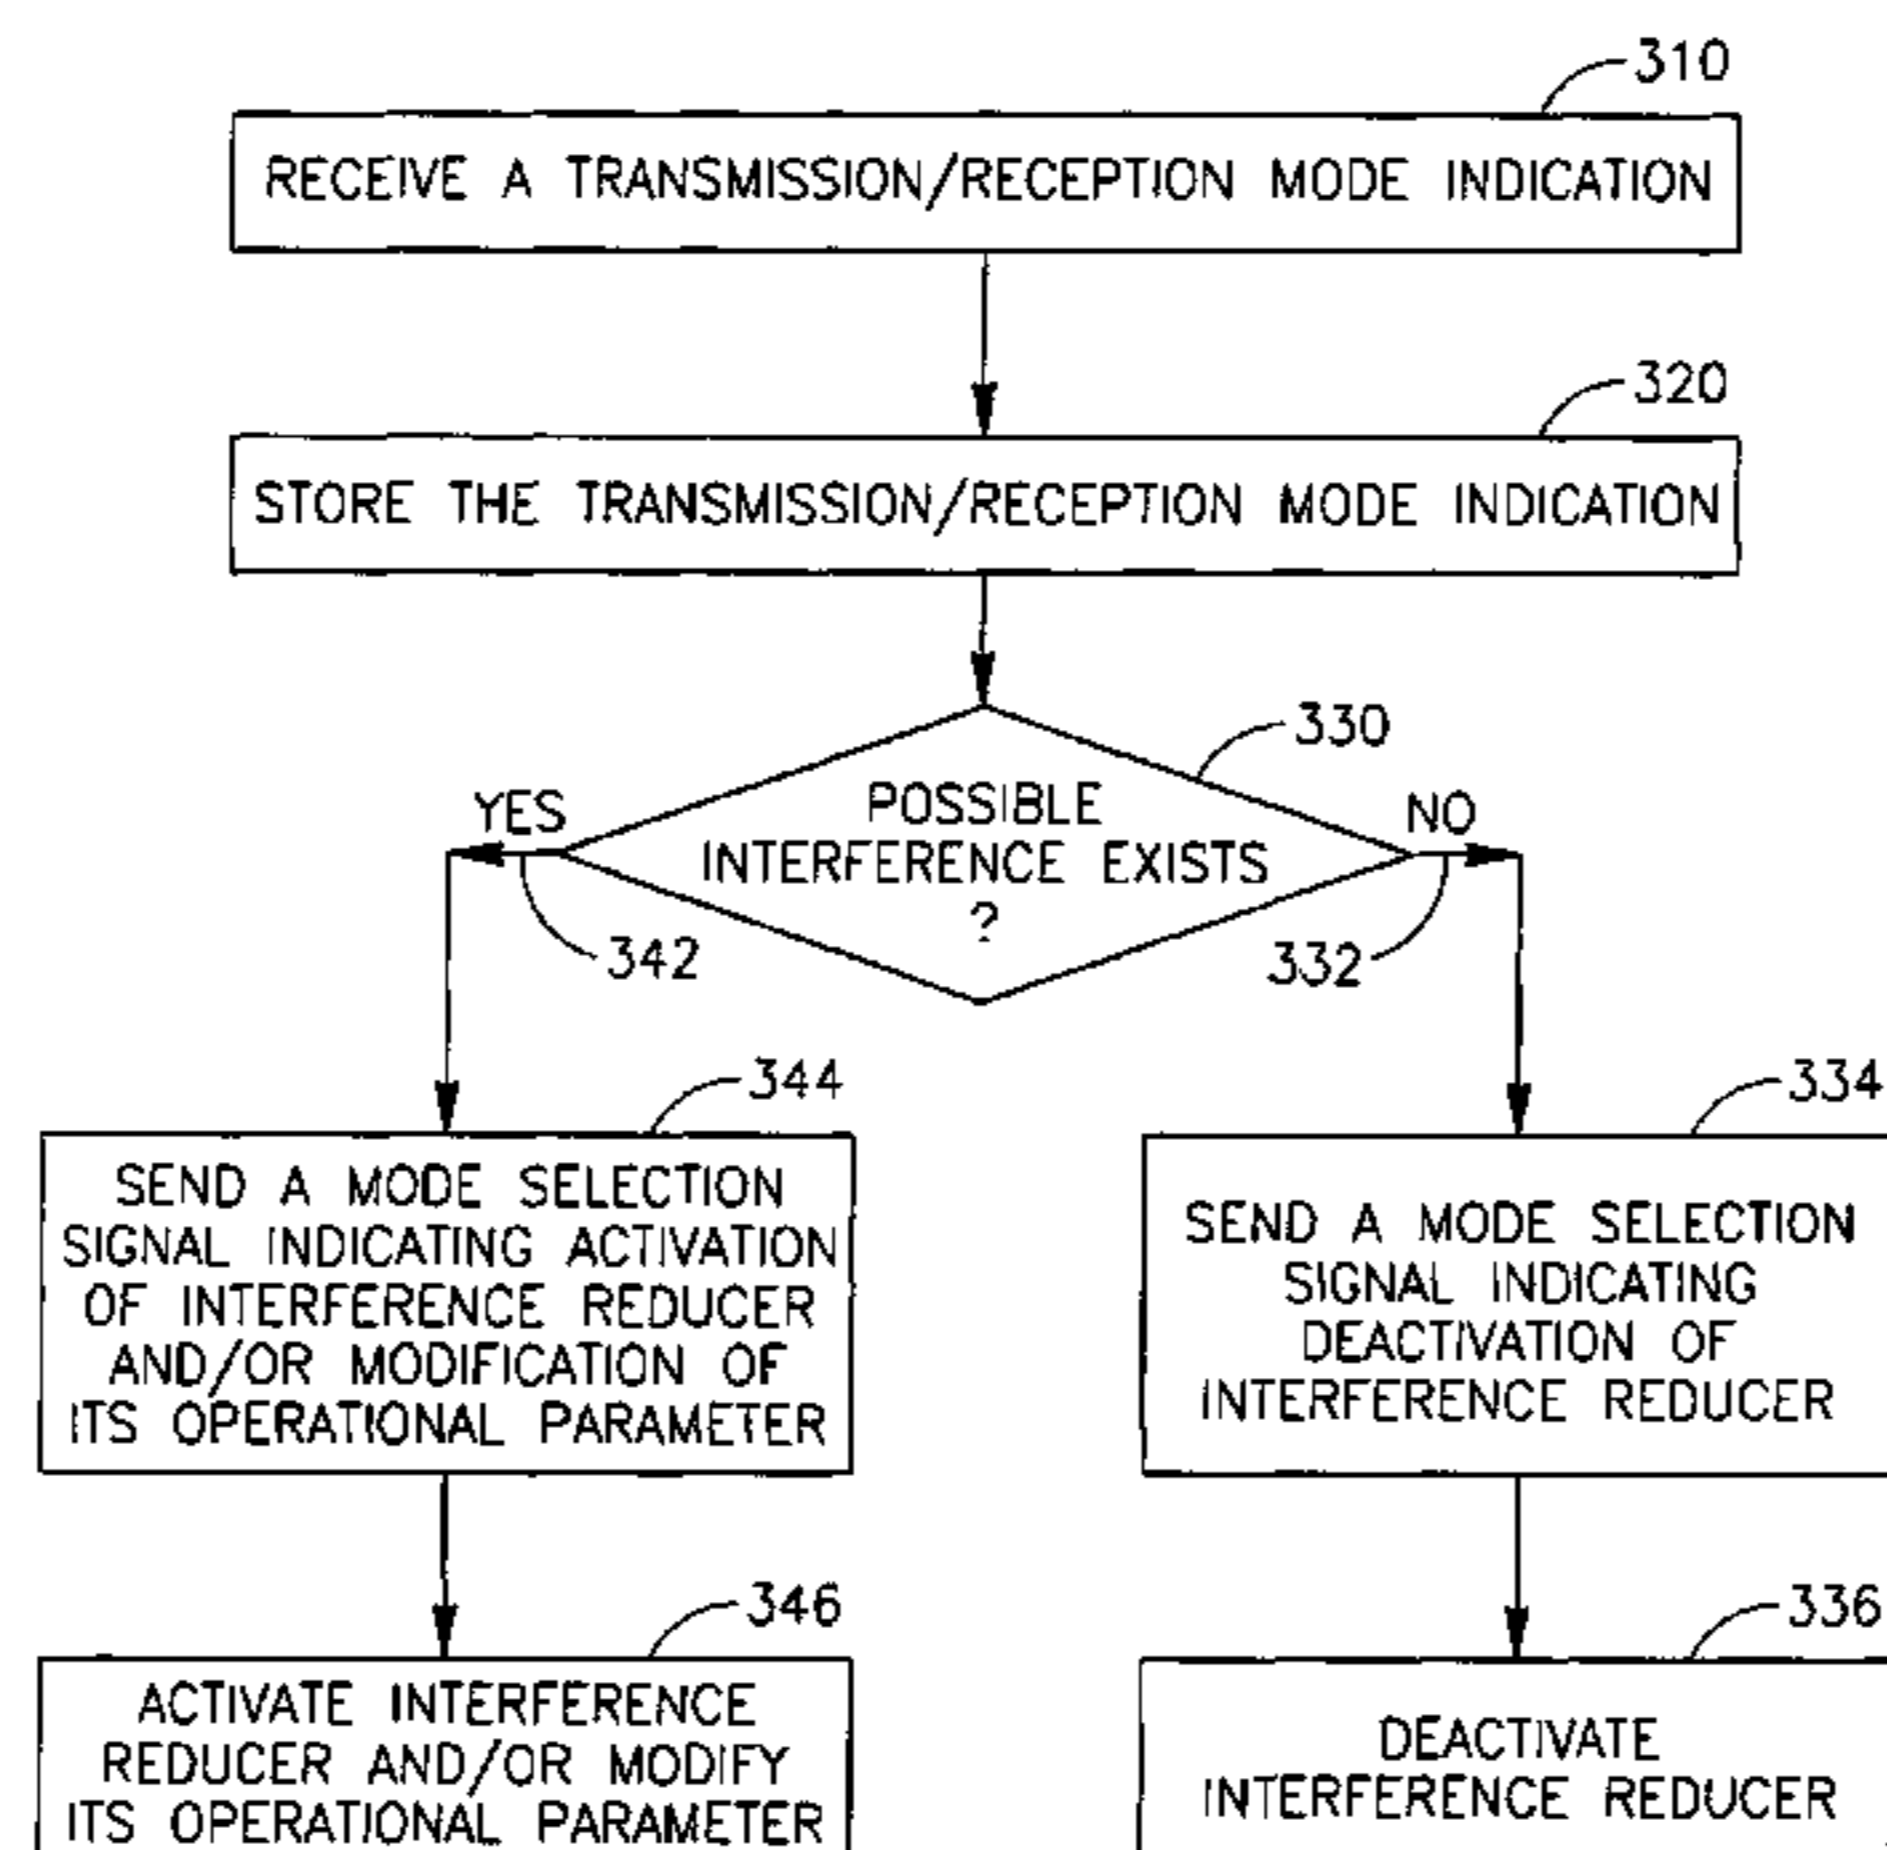 310
RECEIVE A TRANSMISSION/RECEPTION MODE INDICATION
320
STORE THE TRANSMISSION/RECEPTION MODE INDICATION
330
POSSIBLE
INTERFERENCE EXISTS
?
YES
342
NO
332
344
SEND A MODE SELECTION
SIGNAL INDICATING ACTIVATION
OF INTERFERENCE REDUCER
AND/OR MODIFICATION OF
ITS OPERATIONAL PARAMETER
334
SEND A MODE SELECTION
SIGNAL INDICATING
DEACTIVATION OF
INTERFERENCE REDUCER
346
ACTIVATE INTERFERENCE
REDUCER AND/OR MODIFY
ITS OPERATIONAL PARAMETER
336
DEACTIVATE
INTERFERENCE REDUCER